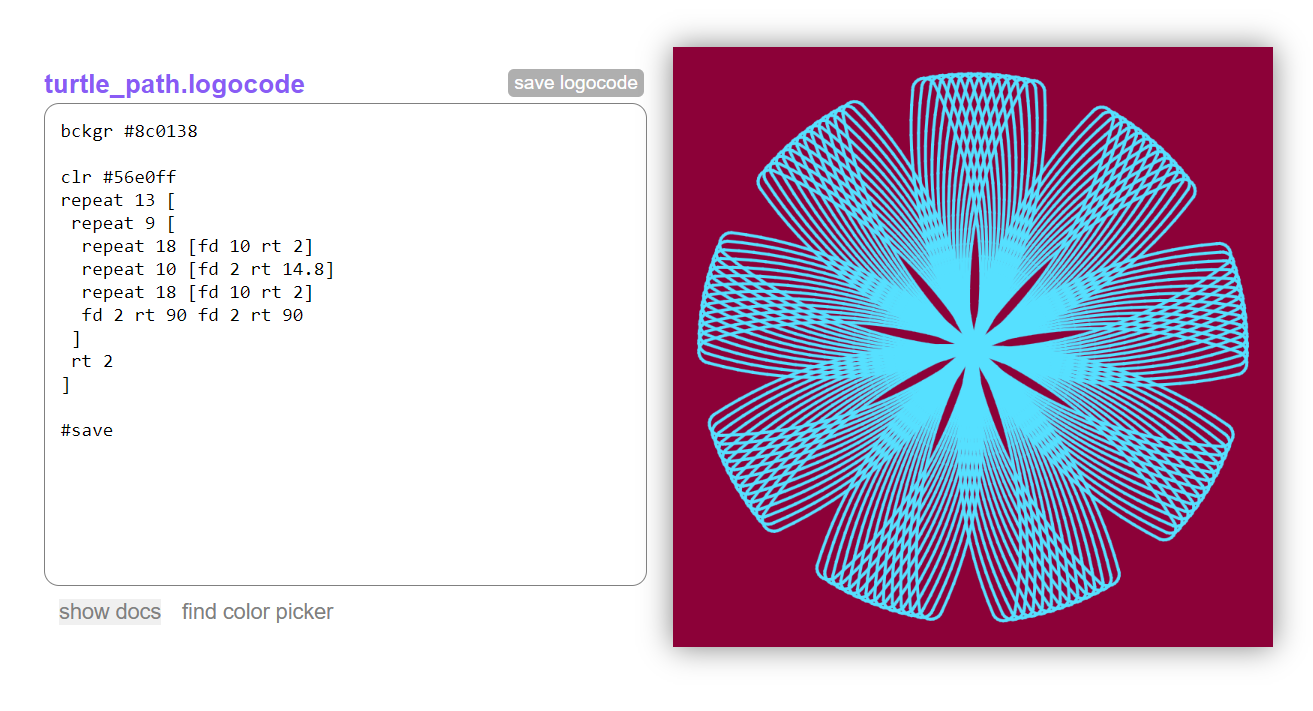 turtle_path.logocode
save logocode
bckgr #8c0138
clr #56e0ff
repeat 13 [
repeat 9 [
repeat 18 [fd 10 rt 2]
repeat 10 [fd 2 rt 14.8]
repeat 18 [fd 10 rt 2]
fd 2 rt 90 fd 2 rt 90
]
rt 2
]
#save
show docs find color picker